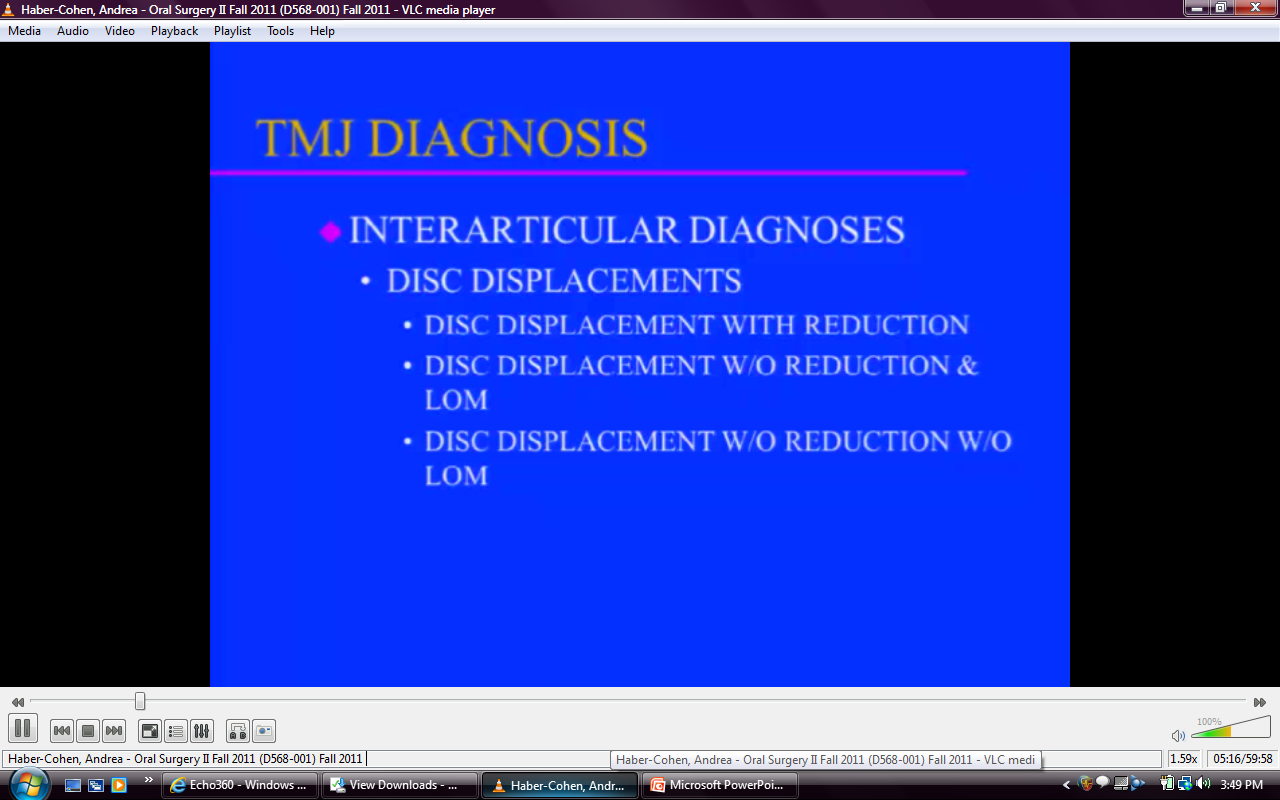 Haber-Cohen, Andrea - Oral Surgery II Fall 2011 (D568-001) Fall 2011 - VLC media player
Media Audio Video Playback Playlist Tools Help
TMJ DIAGNOSIS
INTERARTICULAR DIAGNOSES
• DISC DISPLACEMENTS
• DISC DISPLACEMENT WITH REDUCTION
• DISC DISPLACEMENT W/O REDUCTION &
LOM
• DISC DISPLACEMENT W/O REDUCTION W/O
LOM
100%
Haber-Cohen, Andrea - Oral Surgery II Fall 2011 (D568-001) Fall 2011
Haber-Cohen, Andrea - Oral Surgery II Fall 2011 (D568-001) Fall 2011 - VLC medi
1.59x 05:16/59:58
Echo360 - Windows ... View Downloads - ... Haber-Cohen, Andr... Microsoft PowerPoi... 3:49 PM